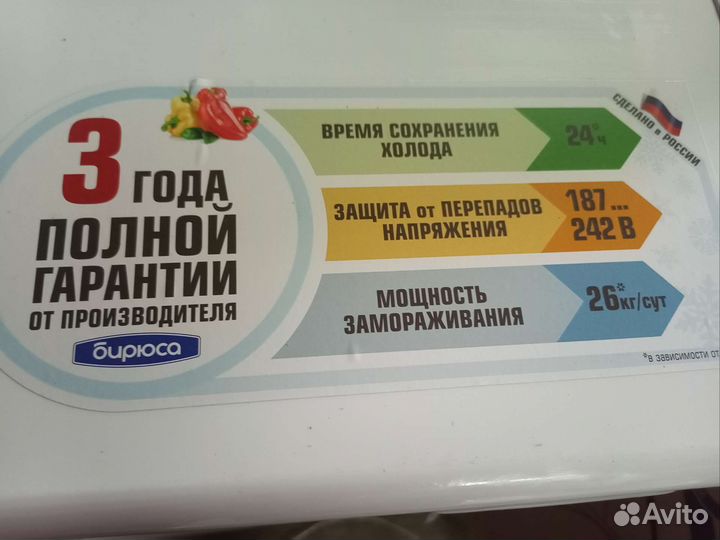 3 ГОДА
ПОЛНОЙ
ГАРАНТИИ
ОТ ПРОИЗВОДИТЕЛЯ
бирюса
ВРЕМЯ СОХРАНЕНИЯ
ХОЛОДА
24*ч
ЗАЩИТА от ПЕРЕПАДОВ
НАПРЯЖЕНИЯ
187...
242 В
МОЩНОСТЬ
ЗАМОРАЖИВАНИЯ
26*кг/сут
СДЕЛАНО в РОССИИ
*в зависимости от
Avito